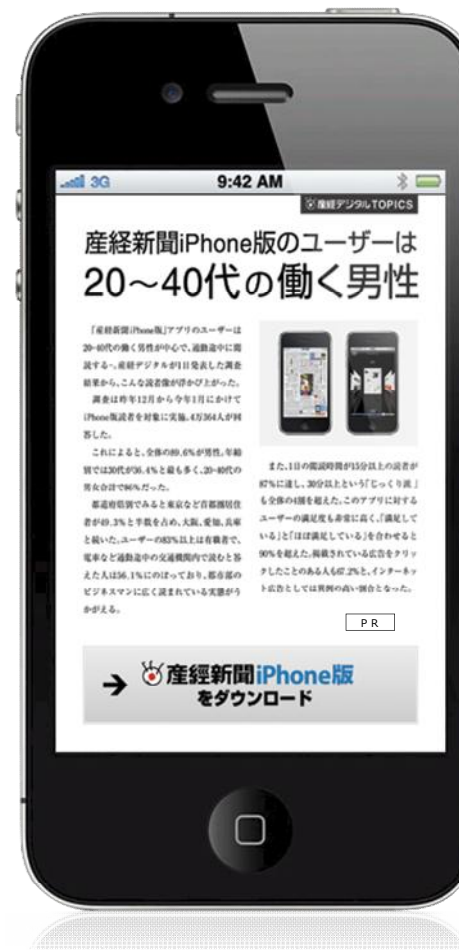 3G 9:42 AM
産経デジタルTOPICS
産経新聞iPhone版のユーザーは
20〜40代の働く男性
「産経新聞iPhone版」アプリのユーザーは
20-40代の働く男性が中心で、通勤途中に閲
読する-。産経デジタルが1日発表した調査
結果から、こんな読者像が浮かび上がった。
調査は昨年12月から今年1月にかけて
iPhone版読者を対象に実施。4万364人が回
答した。
これによると、全体の89.6%が男性。年齢
別では30代が36.4%と最も多く、20-40代の
男女合計で86%だった。
都道府県別でみると東京など首都圏居住
者が49.3%と半数を占め、大阪、愛知、兵庫
と続いた。ユーザーの83%以上は有職者で、
電車など通勤途中の交通機関内で読むと答
えた人は56.1%にのぼっており、都市部の
ビジネスマンに広く読まれている実態がう
かがえる。
また、1日の閲読時間が15分以上の読者が
87%に達し、30分以上という「じっくり派」
も全体の4割を超えた。このアプリに対する
ユーザーの満足度も非常に高く、「満足して
いる」と「ほぼ満足している」を合わせると
90%を超えた。掲載されている広告をクリッ
クしたことのある人も67.2%と、インターネッ
ト広告としては異例の高い割合となった。
PR
産經新聞iPhone版
をダウンロード